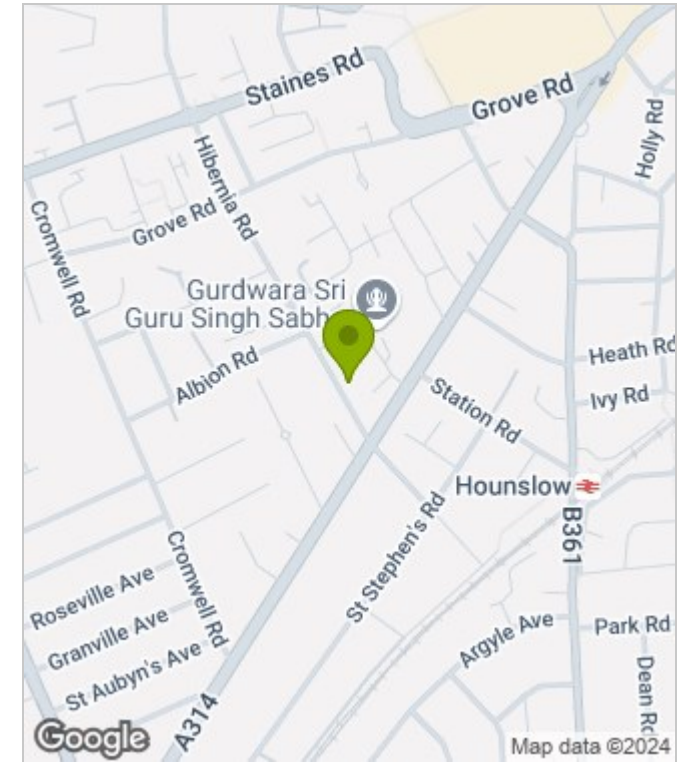 Staines Rd
Grove Rd
Holly Rd
Hibernia Rd
Grove Rd
Cromwell Rd
Gurdwara Sri
Guru Singh Sabh
Albion Rd
Heath Rd
Ivy Rd
Station Rd
Hounslow
B361
St Stephen's Rd
Cromwell Rd
Roseville Ave
Granville Ave
St Aubyn's Ave
Argyle Ave
Park Rd
Dean Rd
A314
Google
Map data ©2024